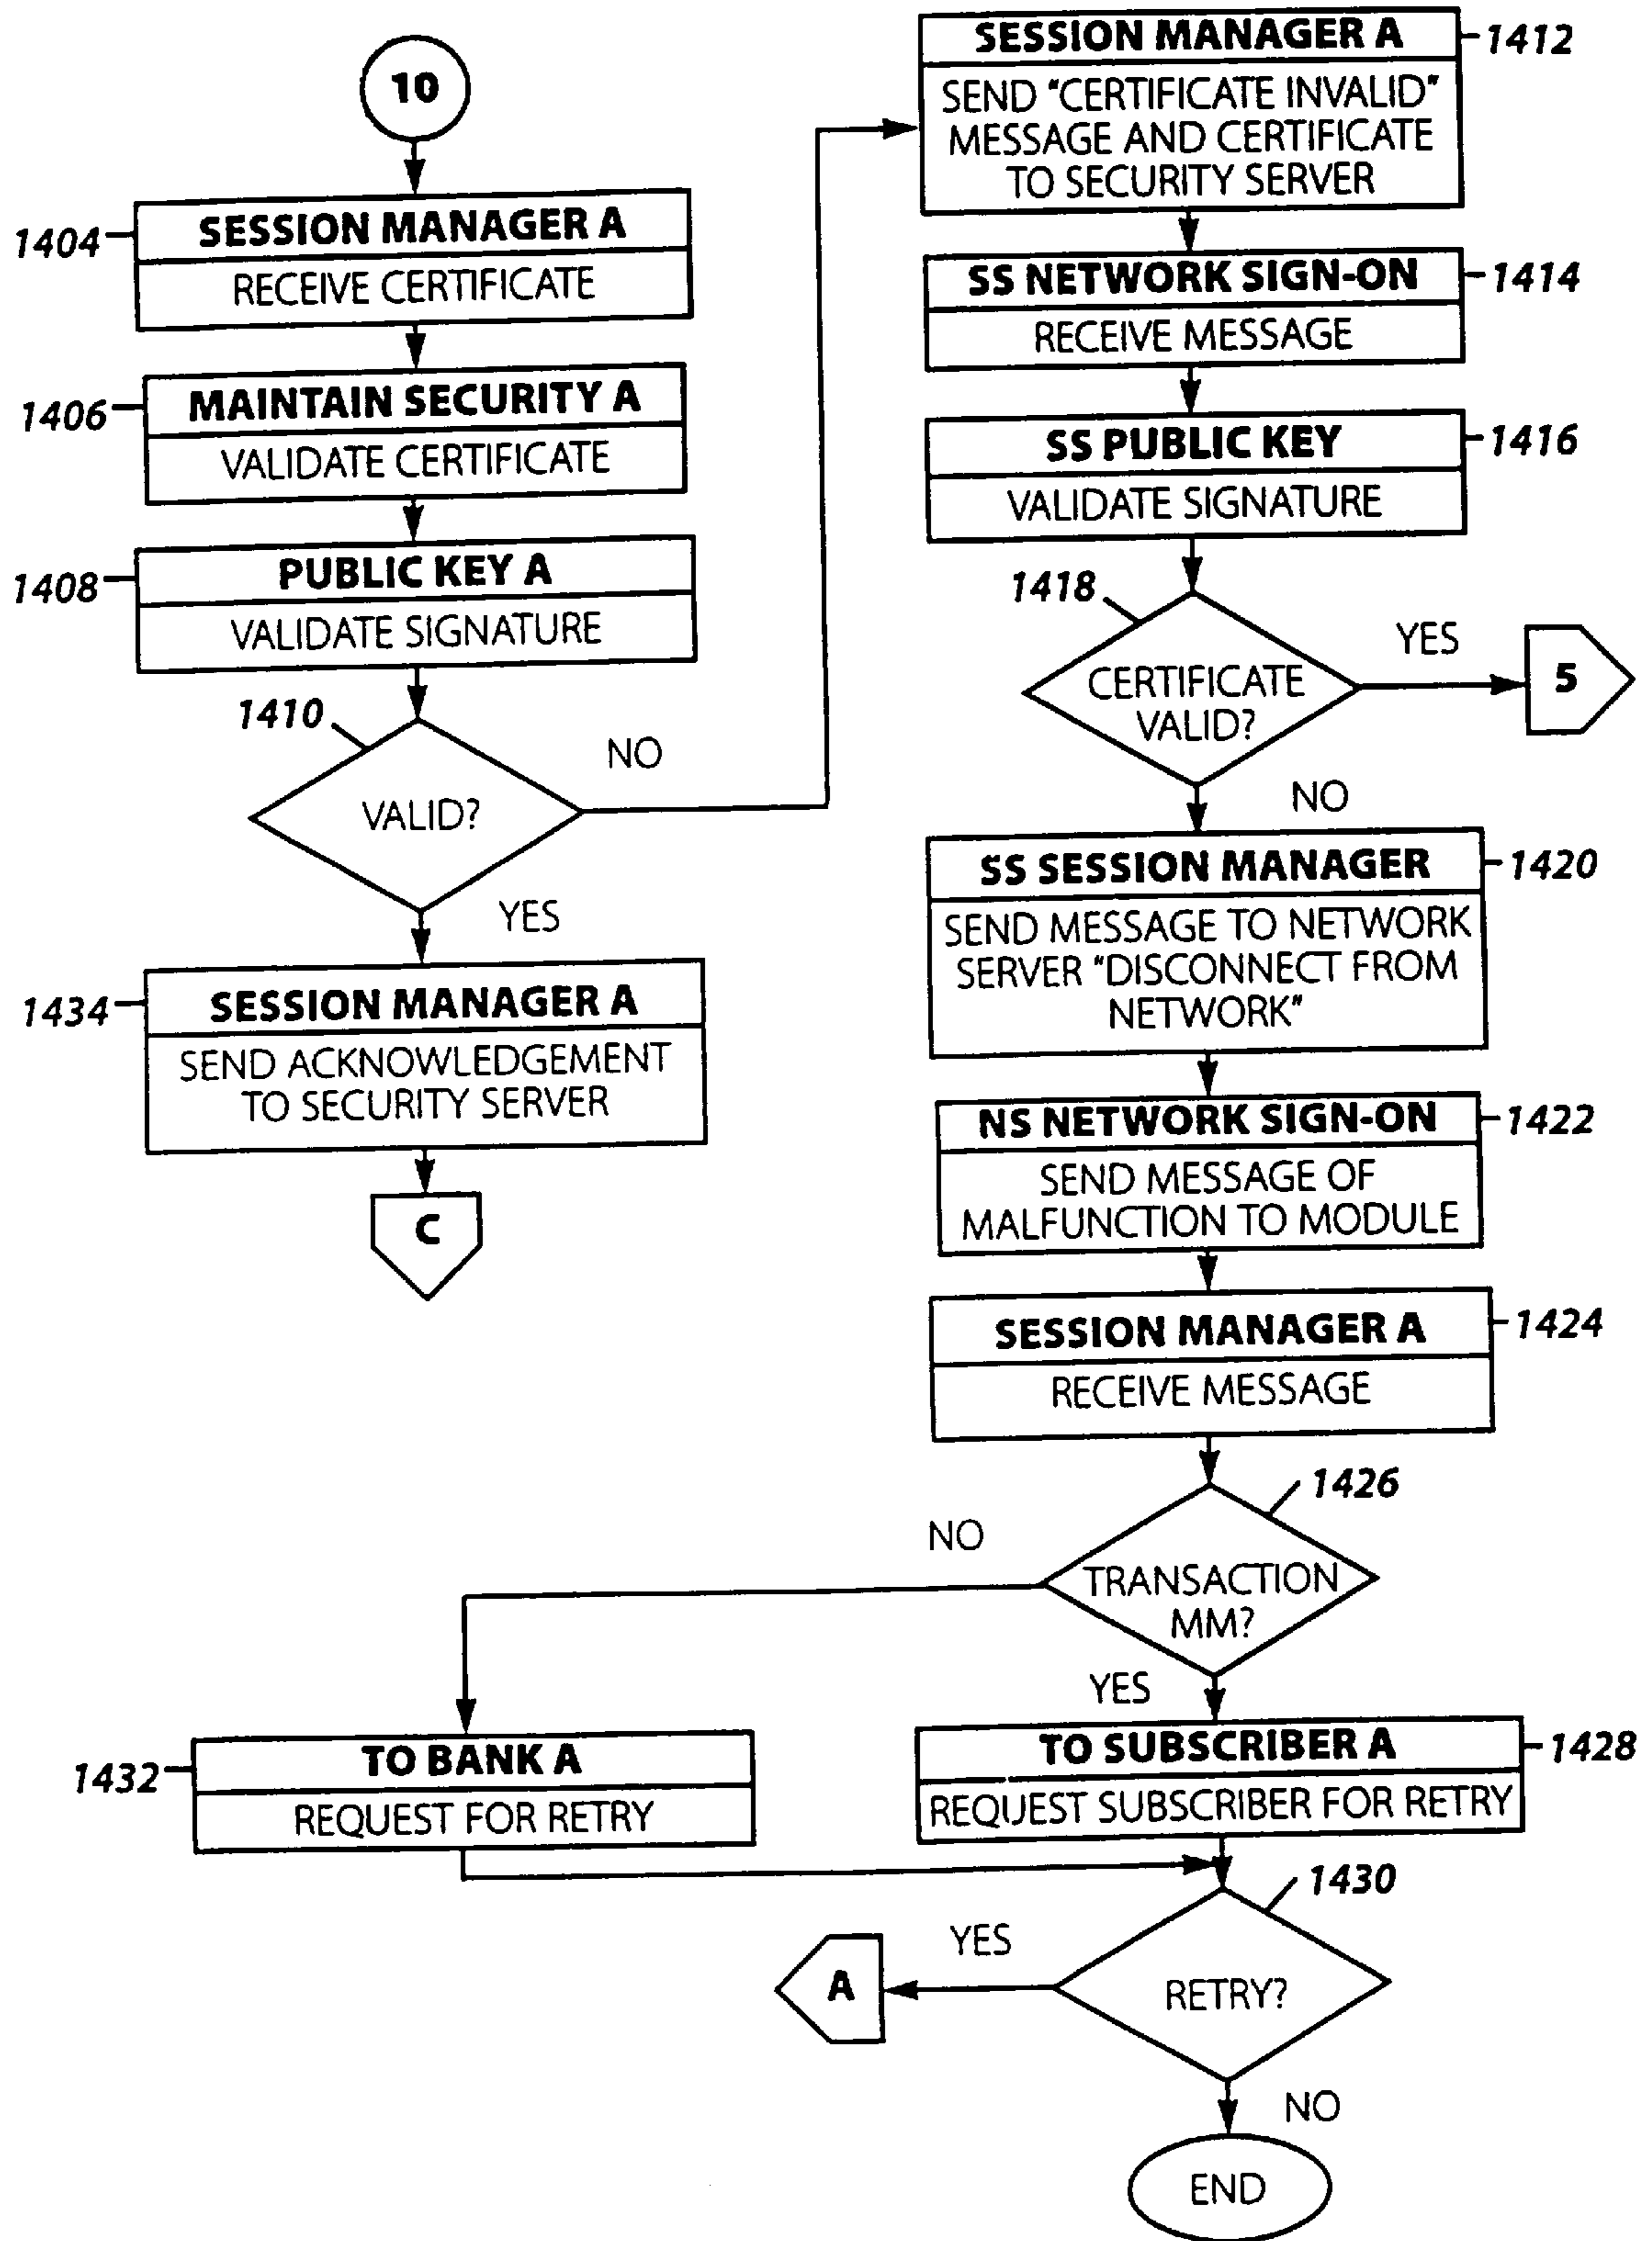 10
1404
SESSION MANAGER A
RECEIVE CERTIFICATE
1406
MAINTAIN SECURITY A
VALIDATE CERTIFICATE
1408
PUBLIC KEY A
VALIDATE SIGNATURE
1410
VALID?
NO
YES
1434
SESSION MANAGER A
SEND ACKNOWLEDGEMENT
TO SECURITY SERVER
C
SESSION MANAGER A
1412
SEND "CERTIFICATE INVALID"
MESSAGE AND CERTIFICATE
TO SECURITY SERVER
SS NETWORK SIGN-ON
1414
RECEIVE MESSAGE
SS PUBLIC KEY
1416
VALIDATE SIGNATURE
1418
CERTIFICATE
VALID?
YES
5
NO
SS SESSION MANAGER
1420
SEND MESSAGE TO NETWORK
SERVER "DISCONNECT FROM
NETWORK"
NS NETWORK SIGN-ON
1422
SEND MESSAGE OF
MALFUNCTION TO MODULE
SESSION MANAGER A
1424
RECEIVE MESSAGE
1426
TRANSACTION
MM?
NO
YES
1432
TO BANK A
REQUEST FOR RETRY
TO SUBSCRIBER A
1428
REQUEST SUBSCRIBER FOR RETRY
1430
RETRY?
YES
A
NO
END